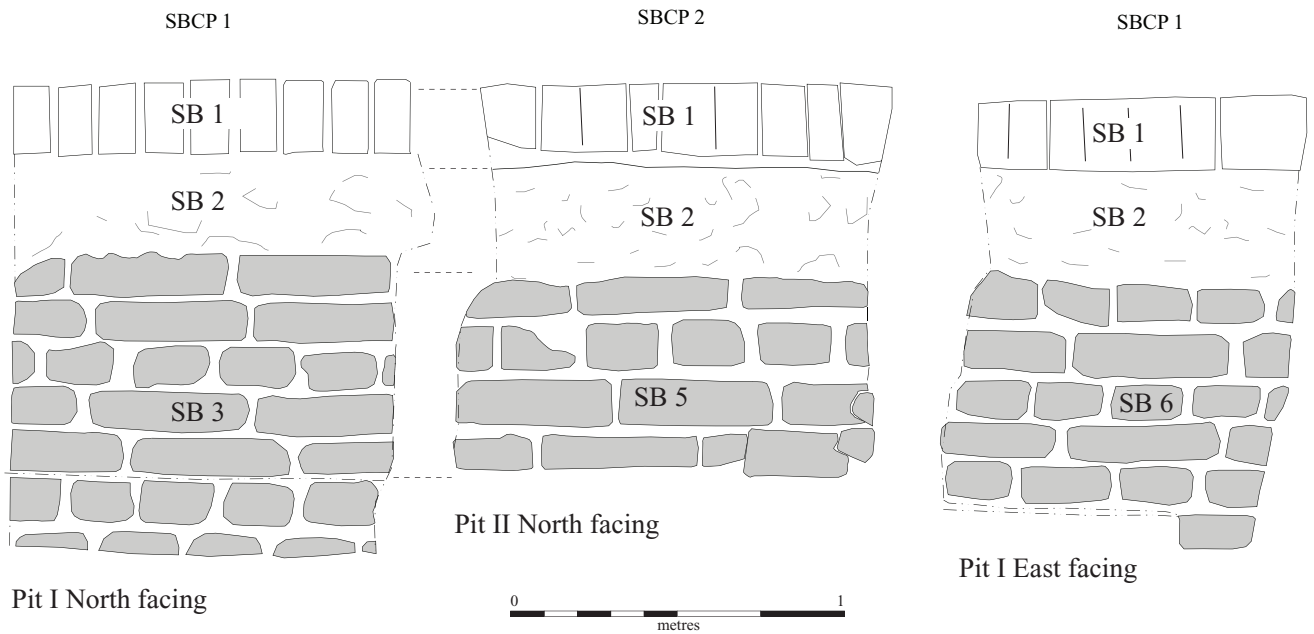 SBCP 1
SBCP 2
SBCP 1
SB 1
SB 1
SB 1
SB 2
SB 2
SB 2
SB 3
SB 5
SB 6
Pit I North facing
Pit II North facing
Pit I East facing
0 1
metres